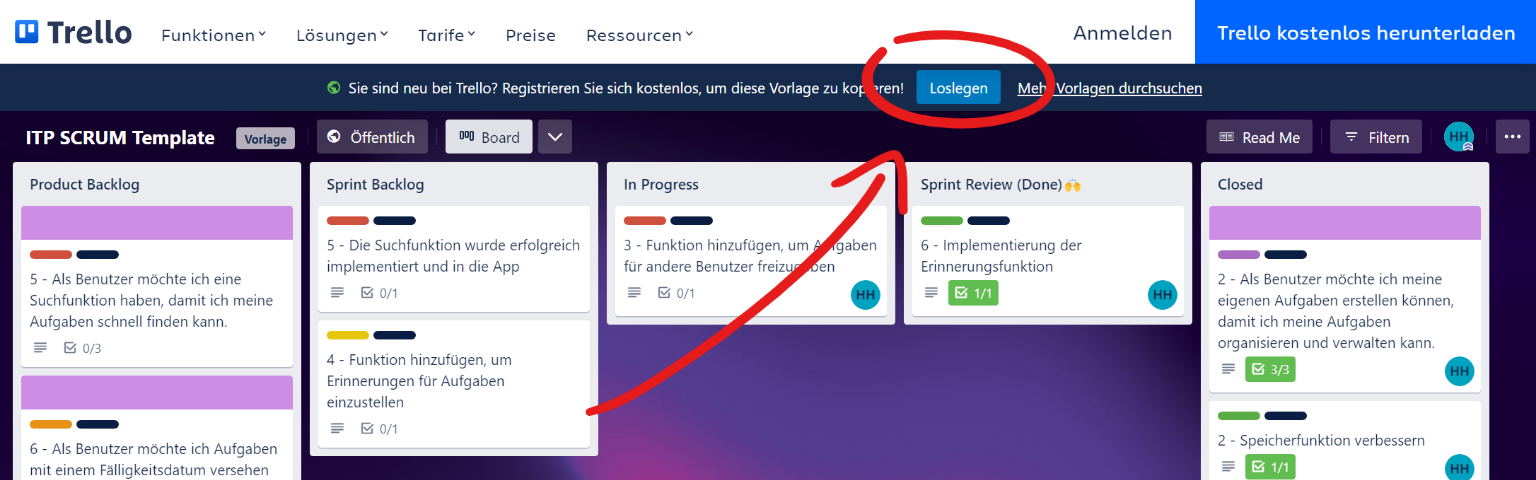 Trello
Funktionen
Lösungen
Tarife
Preise
Ressourcen
Anmelden
Trello kostenlos herunterladen
Sie sind neu bei Trello? Registrieren Sie sich kostenlos, um diese Vorlage zu kopieren!
Loslegen
Mehr Vorlagen durchsuchen
ITP SCRUM Template
Vorlage
Öffentlich
Board
Read Me
Filtern
HH
Product Backlog
5 - Als Benutzer möchte ich eine
Suchfunktion haben, damit ich meine
Aufgaben schnell finden kann.
0/3
6 - Als Benutzer möchte ich Aufgaben
mit einem Fälligkeitsdatum versehen
Sprint Backlog
5 - Die Suchfunktion wurde erfolgreich
implementiert und in die App
0/1
4 - Funktion hinzufügen, um
Erinnerungen für Aufgaben
einzustellen
0/1
In Progress
3 - Funktion hinzufügen, um Aufgaben
für andere Benutzer freizugeben
0/1
HH
Sprint Review (Done)🙌
6 - Implementierung der
Erinnerungsfunktion
1/1
HH
Closed
2 - Als Benutzer möchte ich meine
eigenen Aufgaben erstellen können,
damit ich meine Aufgaben
organisieren und verwalten kann.
3/3
HH
2 - Speicherfunktion verbessern
1/1
HH